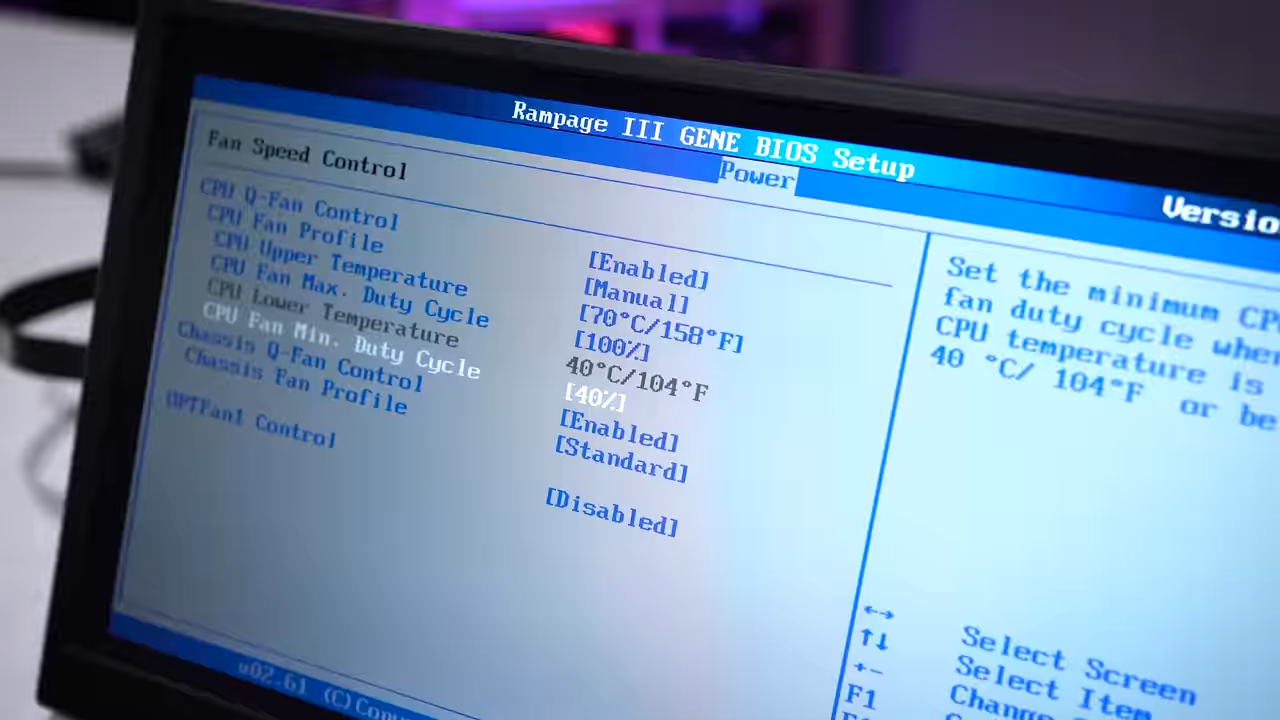 Rampage III GENE BIOS Setup
Power
Versio
Fan Speed Control
CPU Q-Fan Control [Enabled]
CPU Fan Profile [Manual]
CPU Upper Temperature [70°C/158°F]
CPU Fan Max. Duty Cycle [100%]
CPU Lower Temperature 40°C/104°F
CPU Fan Min. Duty Cycle [40%]
Chassis Q-Fan Control [Enabled]
Chassis Fan Profile [Standard]
OPTFan1 Control [Disabled]
Set the minimum CP
fan duty cycle when
CPU temperature is
40 °C/ 104°F or be
↔ Select Screen
↑↓ Select Item
+- Change
F1
v02.61 (C)Cop